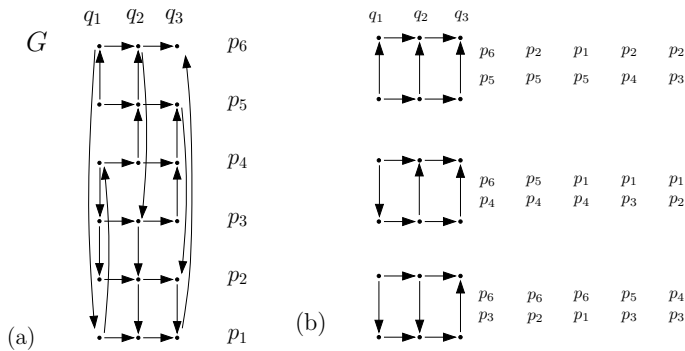 q₁ q₂ q₃
G
p₆
p₅
p₄
p₃
p₂
p₁
(a)
q₁ q₂ q₃
p₆ p₂ p₁ p₂ p₂
p₅ p₅ p₅ p₄ p₃
p₆ p₅ p₁ p₁ p₁
p₄ p₄ p₄ p₃ p₂
p₆ p₆ p₆ p₅ p₄
p₃ p₂ p₁ p₃ p₃
(b)